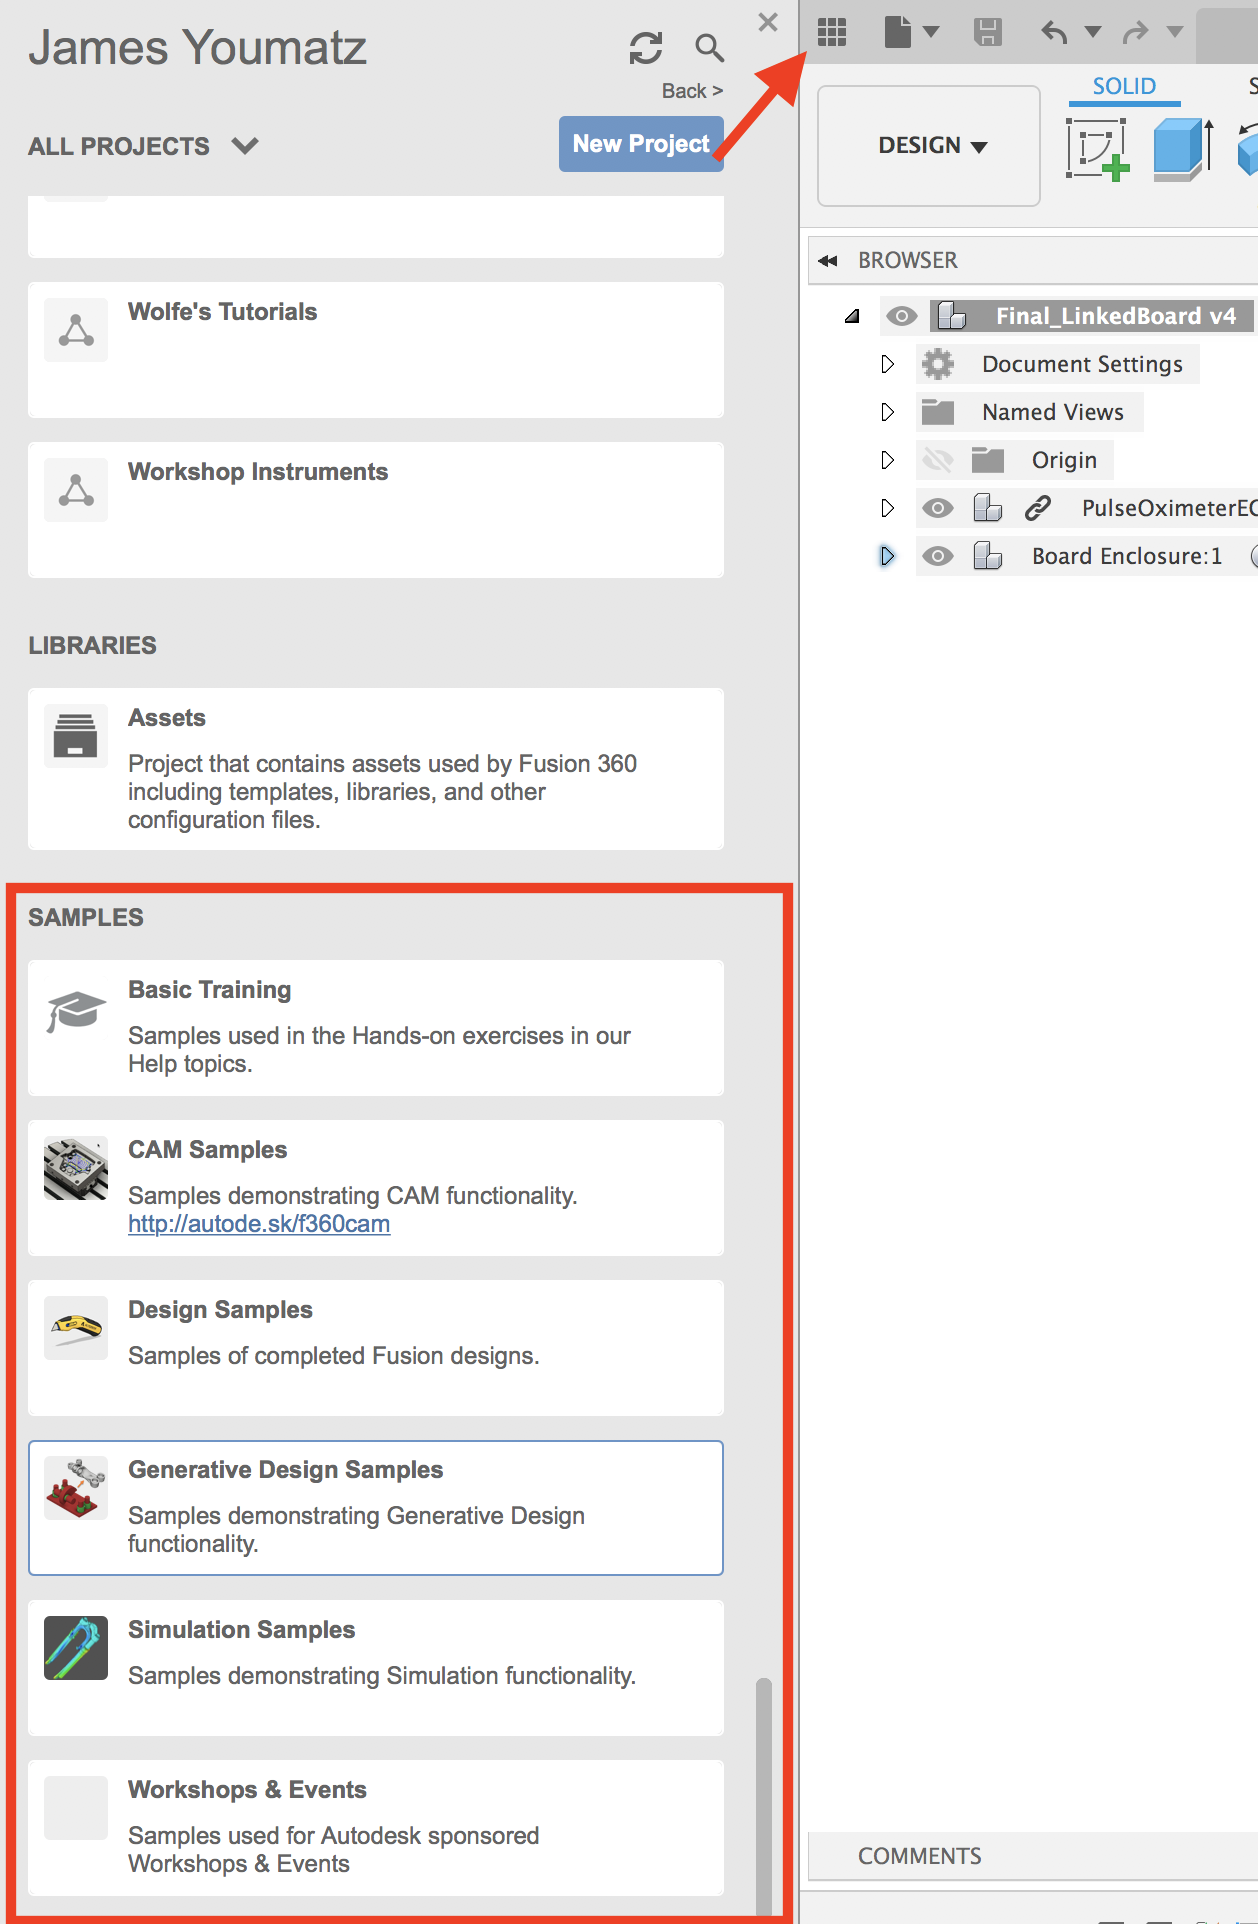 James Youmatz
Back >
ALL PROJECTS
New Project
Wolfe's Tutorials
Workshop Instruments
LIBRARIES
Assets
Project that contains assets used by Fusion 360
including templates, libraries, and other
configuration files.
SAMPLES
Basic Training
Samples used in the Hands-on exercises in our
Help topics.
CAM Samples
Samples demonstrating CAM functionality.
http://autode.sk/f360cam
Design Samples
Samples of completed Fusion designs.
Generative Design Samples
Samples demonstrating Generative Design
functionality.
Simulation Samples
Samples demonstrating Simulation functionality.
Workshops & Events
Samples used for Autodesk sponsored
Workshops & Events
SOLID
S
DESIGN
BROWSER
Final_LinkedBoard v4
Document Settings
Named Views
Origin
PulseOximeterEC
Board Enclosure:1
COMMENTS